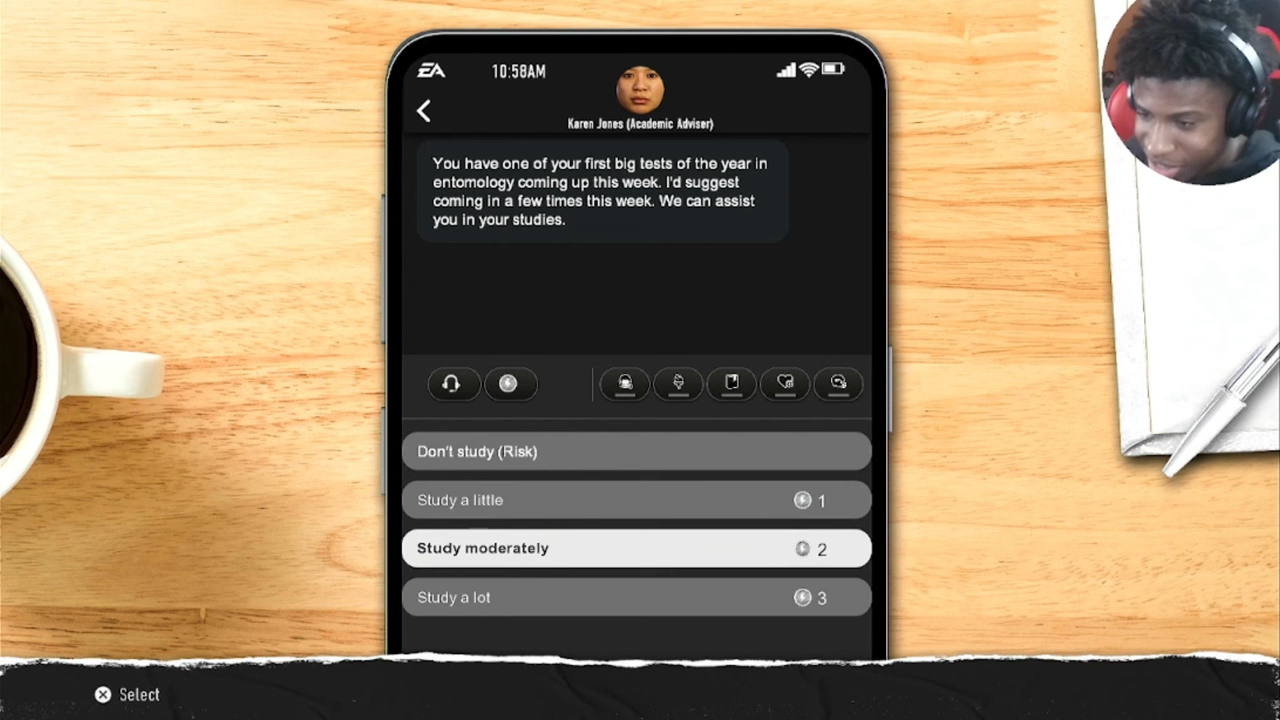 EA
10:58AM
Karen Jones (Academic Adviser)
You have one of your first big tests of the year in
entomology coming up this week. I'd suggest
coming in a few times this week. We can assist
you in your studies.
Don't study (Risk)
Study a little 1
Study moderately 2
Study a lot 3
Select